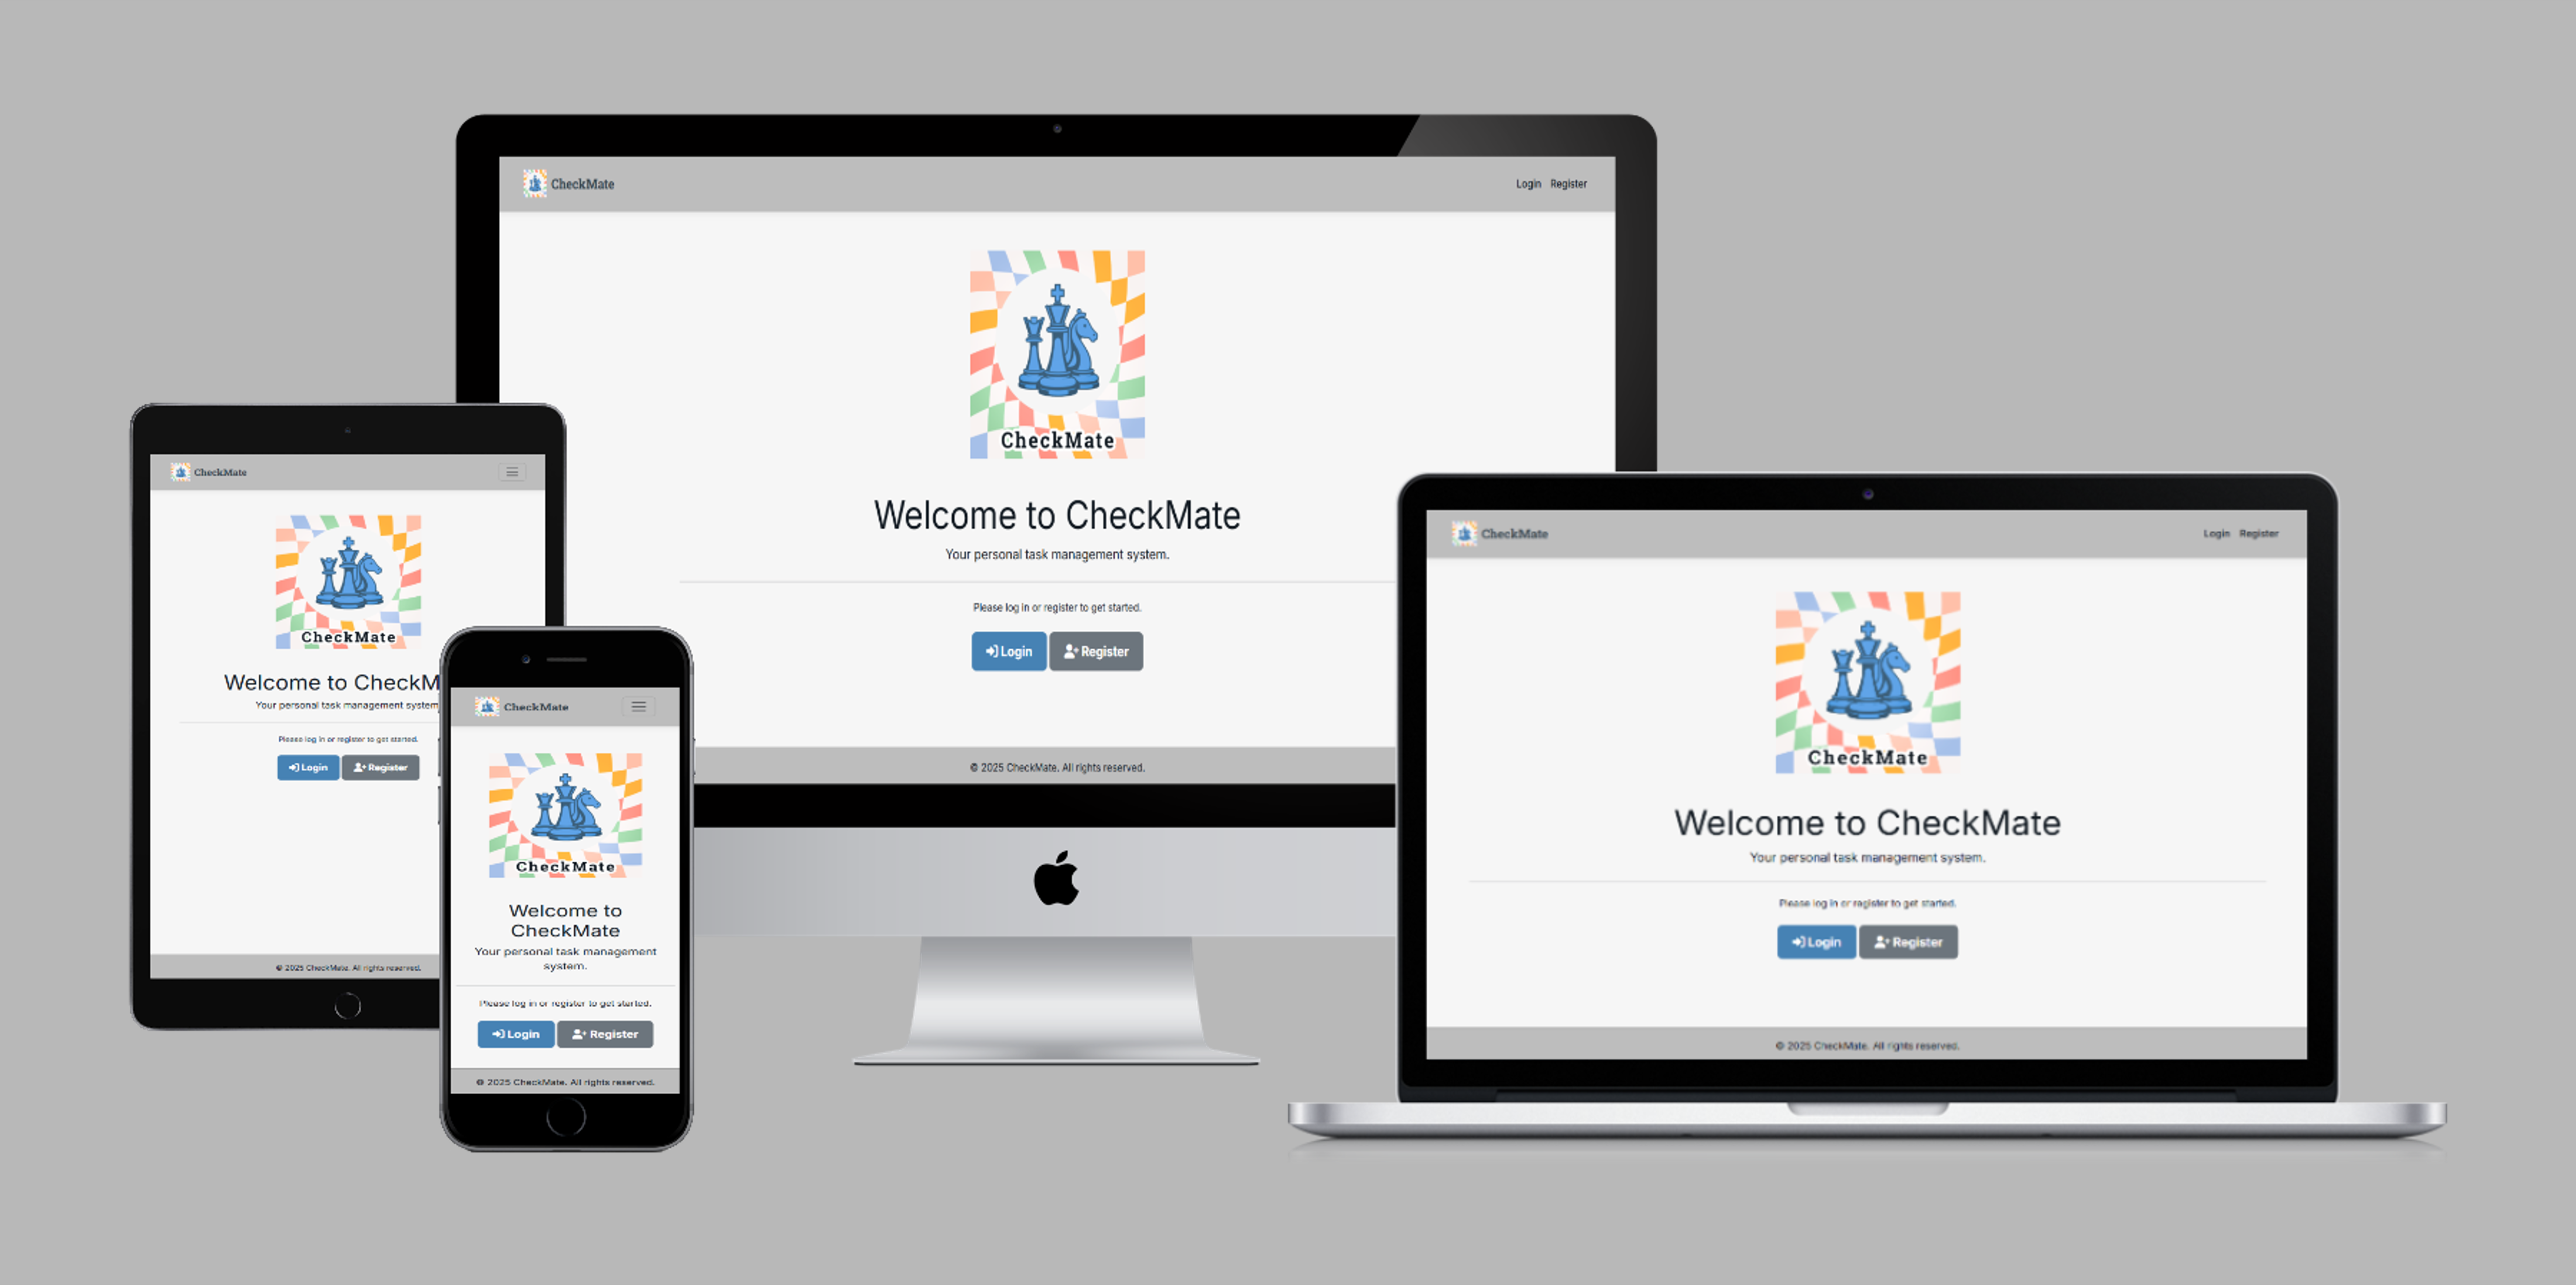 CheckMate
Login Register
CheckMate
Welcome to CheckMate
Your personal task management system.
Please log in or register to get started.
Login Register
© 2025 CheckMate. All rights reserved.
CheckMate
CheckMate
Welcome to CheckM
Your personal task management system
Please log in or register to get started.
Login Register
© 2025 CheckMate. All rights reserved.
CheckMate
CheckMate
Welcome to
CheckMate
Your personal task management
system.
Please log in or register to get started.
Login Register
© 2025 CheckMate. All rights reserved.
CheckMate
Login Register
CheckMate
Welcome to CheckMate
Your personal task management system.
Please log in or register to get started.
Login Register
© 2025 CheckMate. All rights reserved.